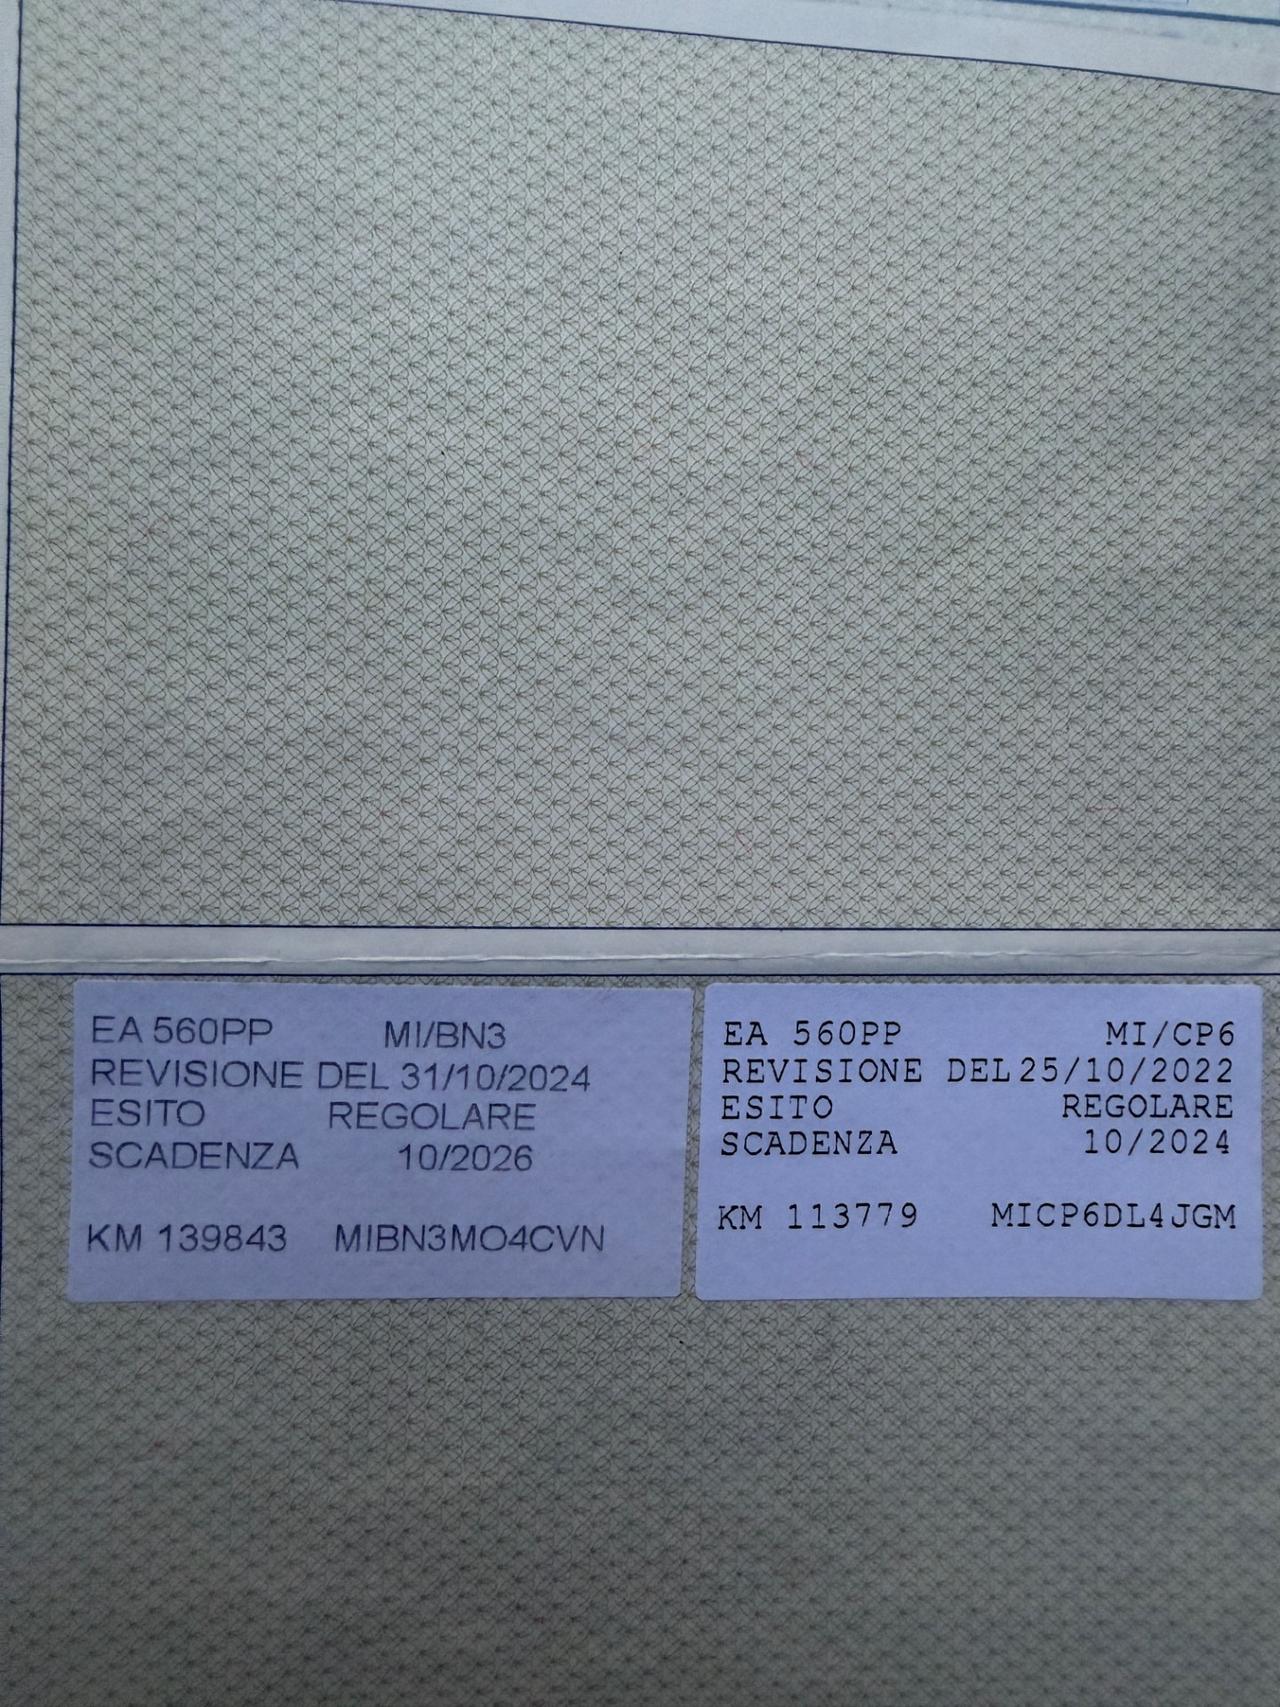 EA 560PP MI/BN3
REVISIONE DEL 31/10/2024
ESITO REGOLARE
SCADENZA 10/2026
KM 139843 MIBN3MO4CVN
EA 560PP MI/CP6
REVISIONE DEL 25/10/2022
ESITO REGOLARE
SCADENZA 10/2024
KM 113779 MICP6DL4JGM